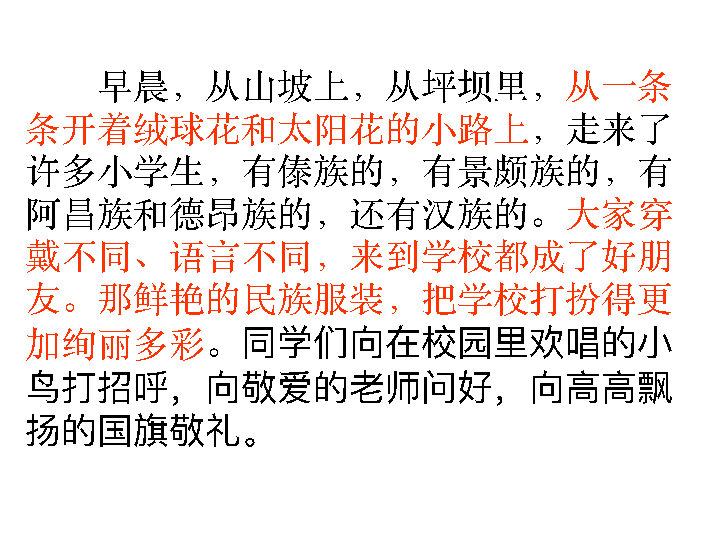 早晨，从山坡上，从坪坝里，从一条
条开着绒球花和太阳花的小路上，走来了
许多小学生，有傣族的，有景颇族的，有
阿昌族和德昂族的，还有汉族的。大家穿
戴不同、语言不同，来到学校都成了好朋
友。那鲜艳的民族服装，把学校打扮得更
加绚丽多彩。同学们向在校园里欢唱的小
鸟打招呼，向敬爱的老师问好，向高高飘
扬的国旗敬礼。